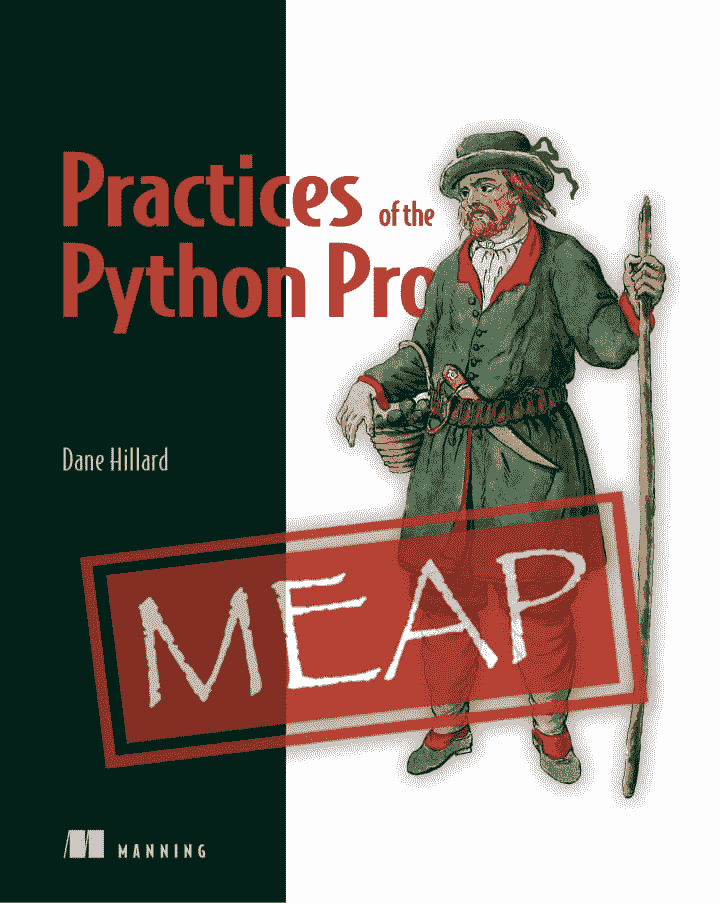 Practices of the
Python Pro
Dane Hillard
MEAP
MANNING